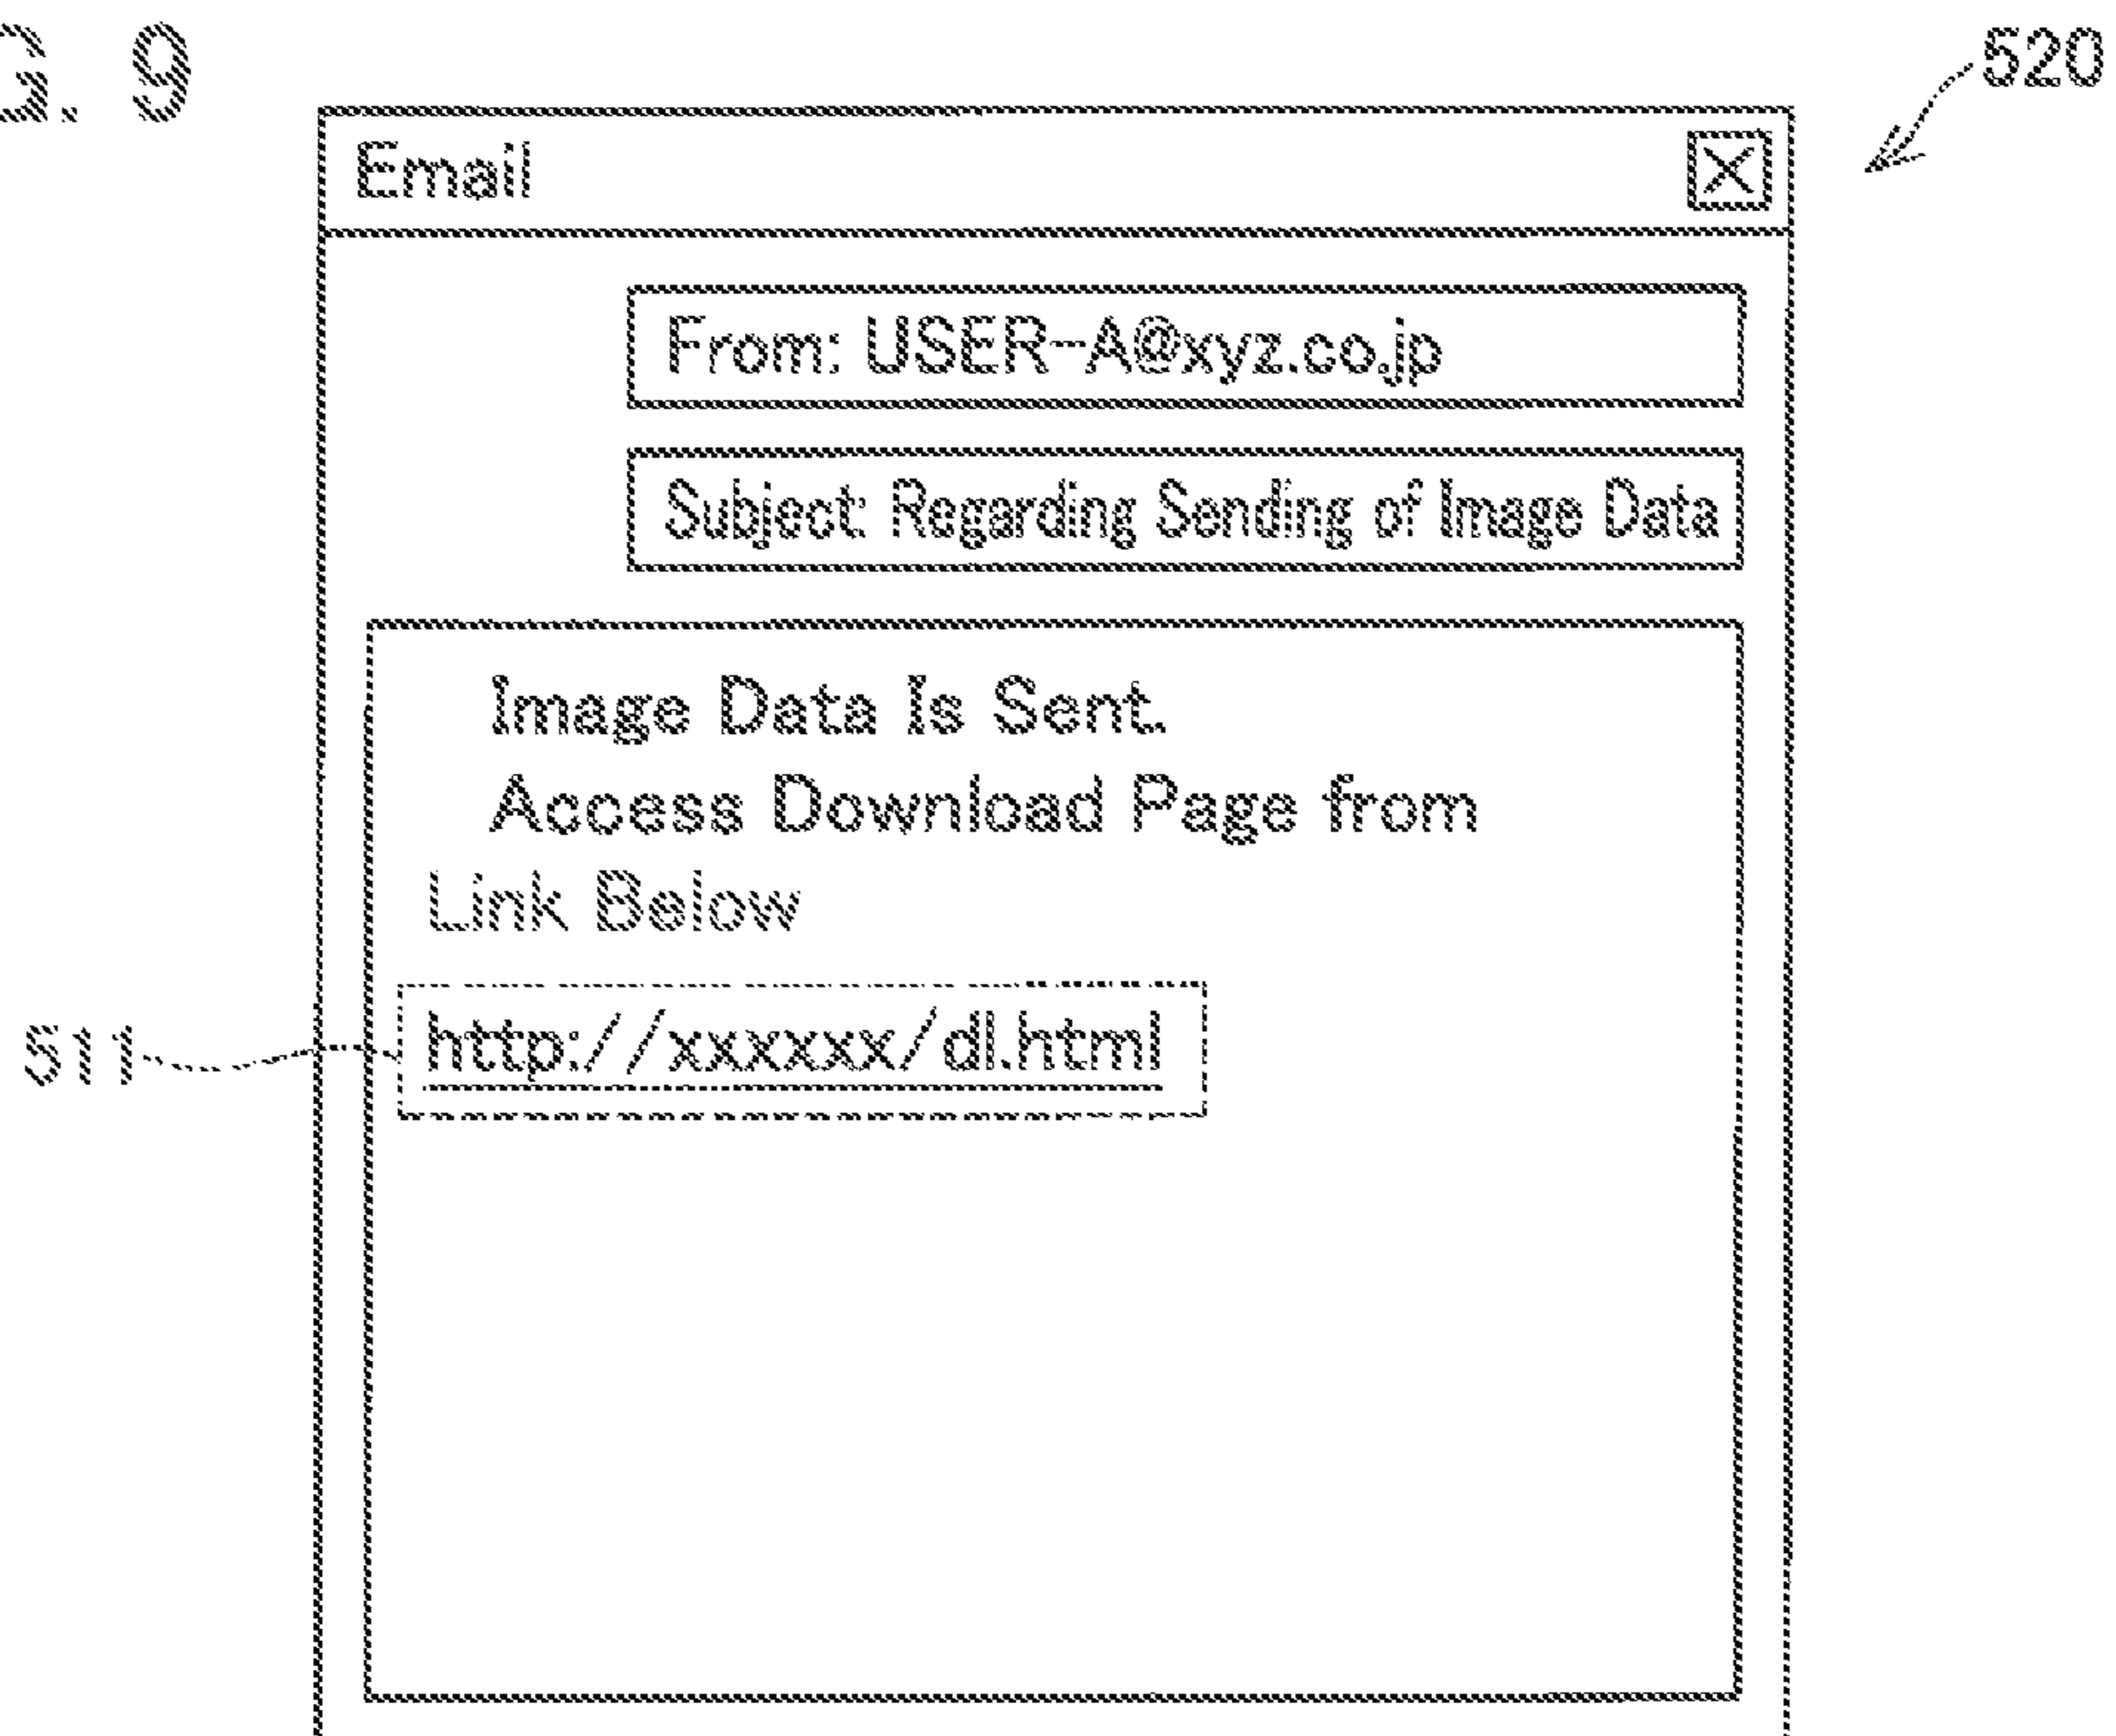 G. 9
520
Email
From: USER-A@xyz.co.jp
Subject: Regarding Sending of Image Data
Image Data Is Sent.
Access Download Page from
Link Below
511
http://xxxxxx/dl.html